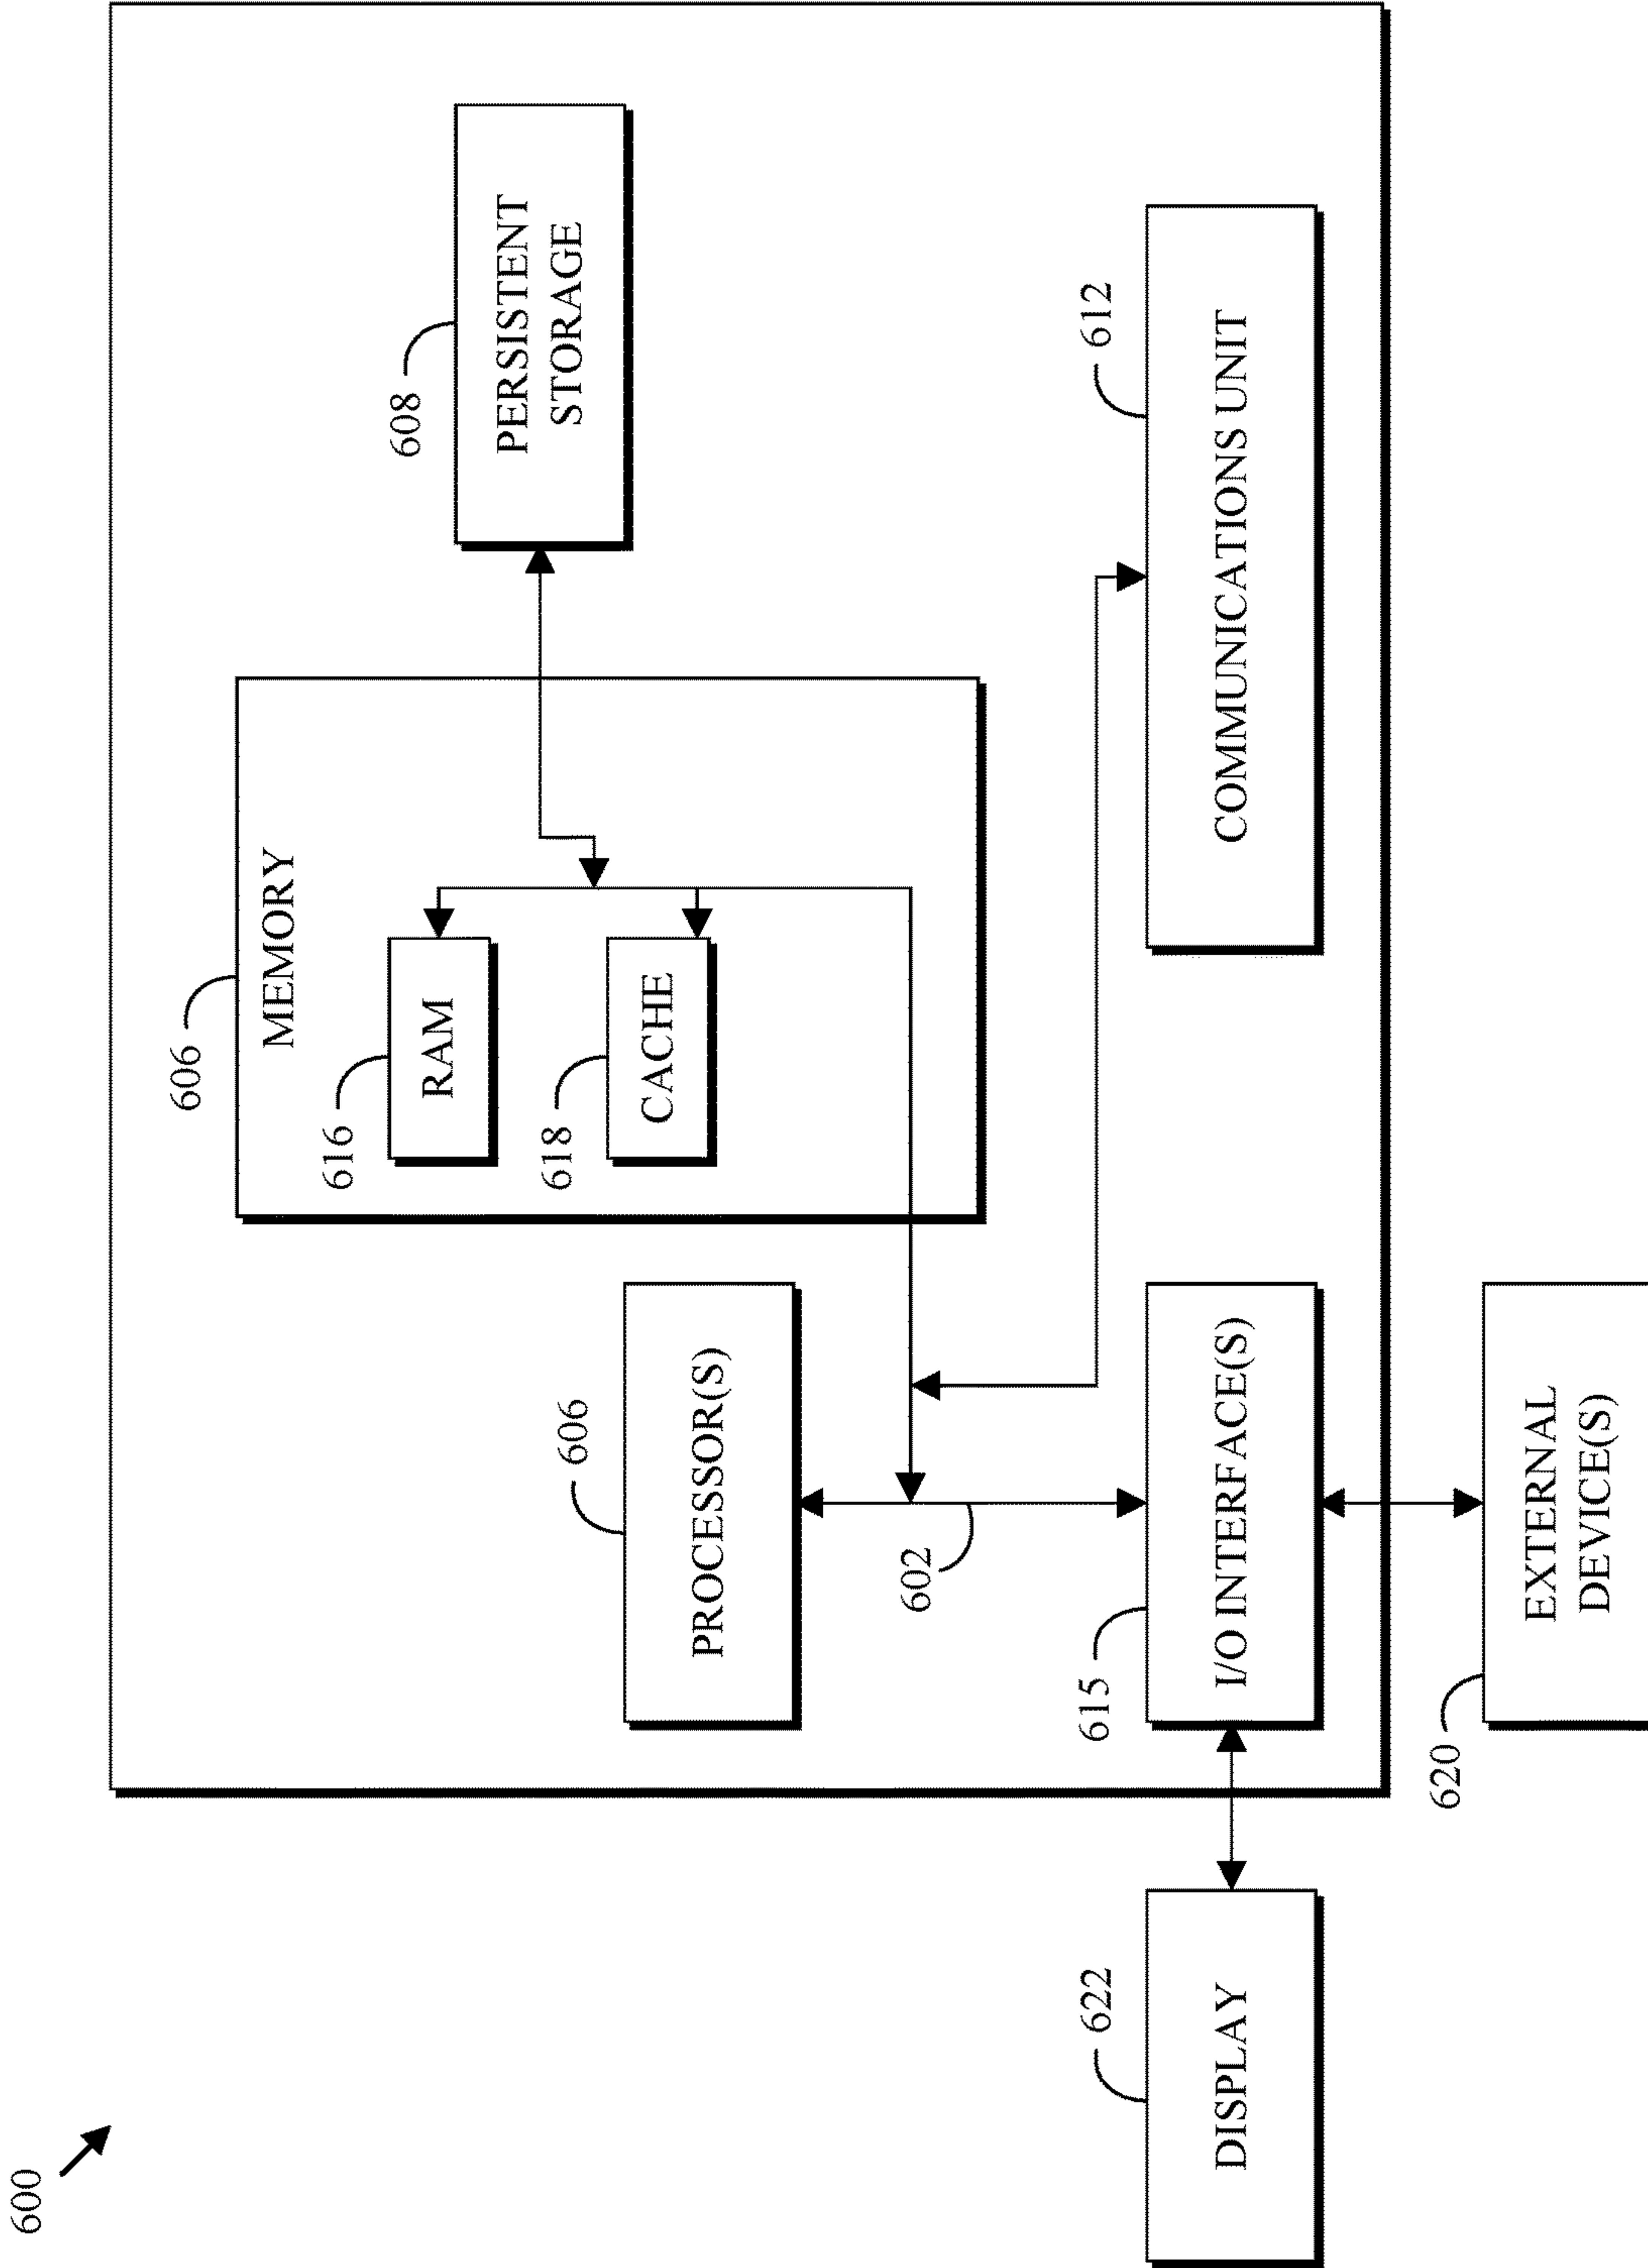 600
606
MEMORY
608
PERSISTENT
STORAGE
616
RAM
606
PROCESSOR(S)
618
CACHE
602
622
DISPLAY
615
I/O INTERFACE(S)
612
COMMUNICATIONS UNIT
620
EXTERNAL
DEVICE(S)